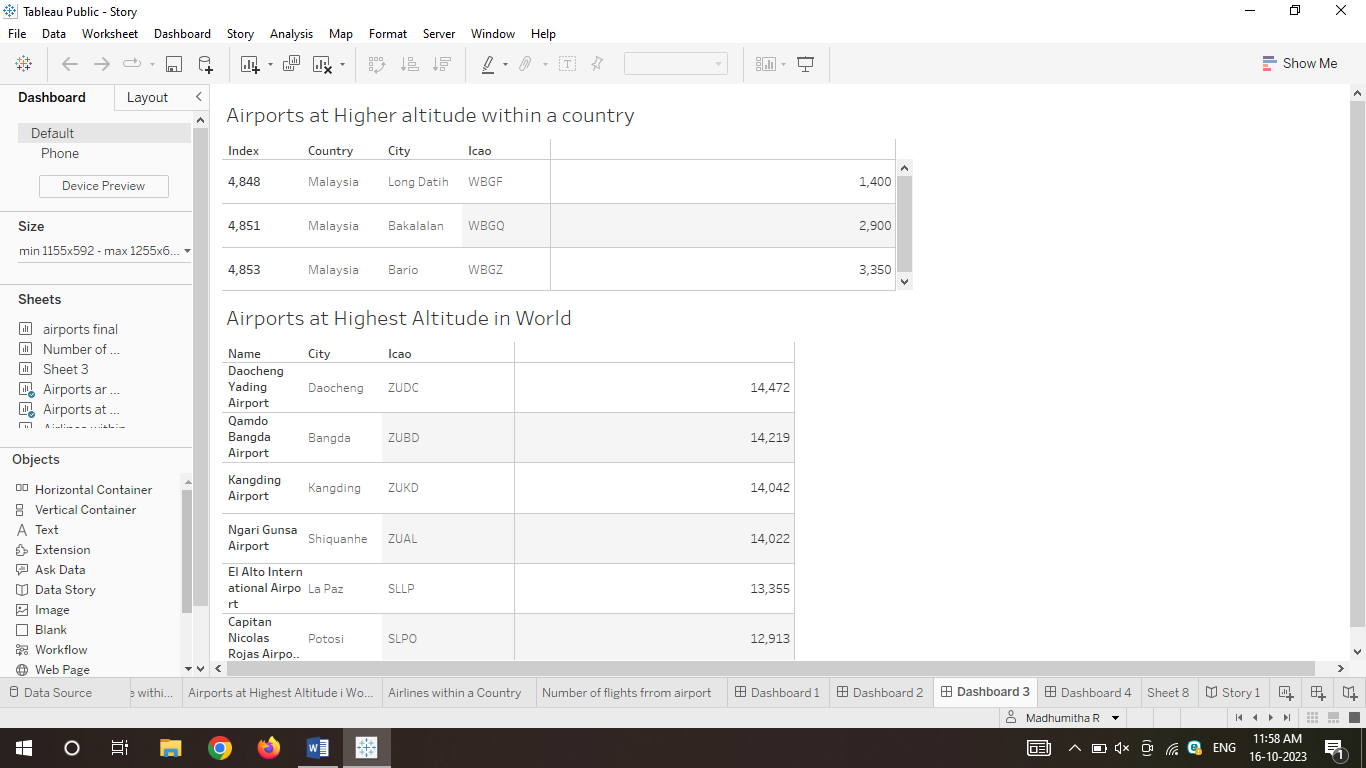 Tableau Public - Story
File Data Worksheet Dashboard Story Analysis Map Format Server Window Help
Show Me
Dashboard Layout
Default
Phone
Device Preview
Size
min 1155x592 - max 1255x6...
Sheets
airports final
Number of ...
Sheet 3
Airports ar ...
Airports at ...
Objects
Horizontal Container
Vertical Container
Text
Extension
Ask Data
Data Story
Image
Blank
Workflow
Web Page
Airports at Higher altitude within a country
Index Country City Icao
4,848 Malaysia Long Datih WBGF 1,400
4,851 Malaysia Bakalalan WBGQ 2,900
4,853 Malaysia Bario WBGZ 3,350
Airports at Highest Altitude in World
Name City Icao
Daocheng
Yading
Airport
Daocheng ZUDC 14,472
Qamdo
Bangda
Airport
Bangda ZUBD 14,219
Kangding
Airport
Kangding ZUKD 14,042
Ngari Gunsa
Airport
Shiquanhe ZUAL 14,022
El Alto Intern
ational Airpo
rt
La Paz SLLP 13,355
Capitan
Nicolas
Rojas Airpo..
Potosi SLPO 12,913
Data Source e withi... Airports at Highest Altitude i Wo... Airlines within a Country Number of flights frrom airport Dashboard 1 Dashboard 2 Dashboard 3 Dashboard 4 Sheet 8 Story 1
Madhumitha R
ENG
11:58 AM
16-10-2023
1